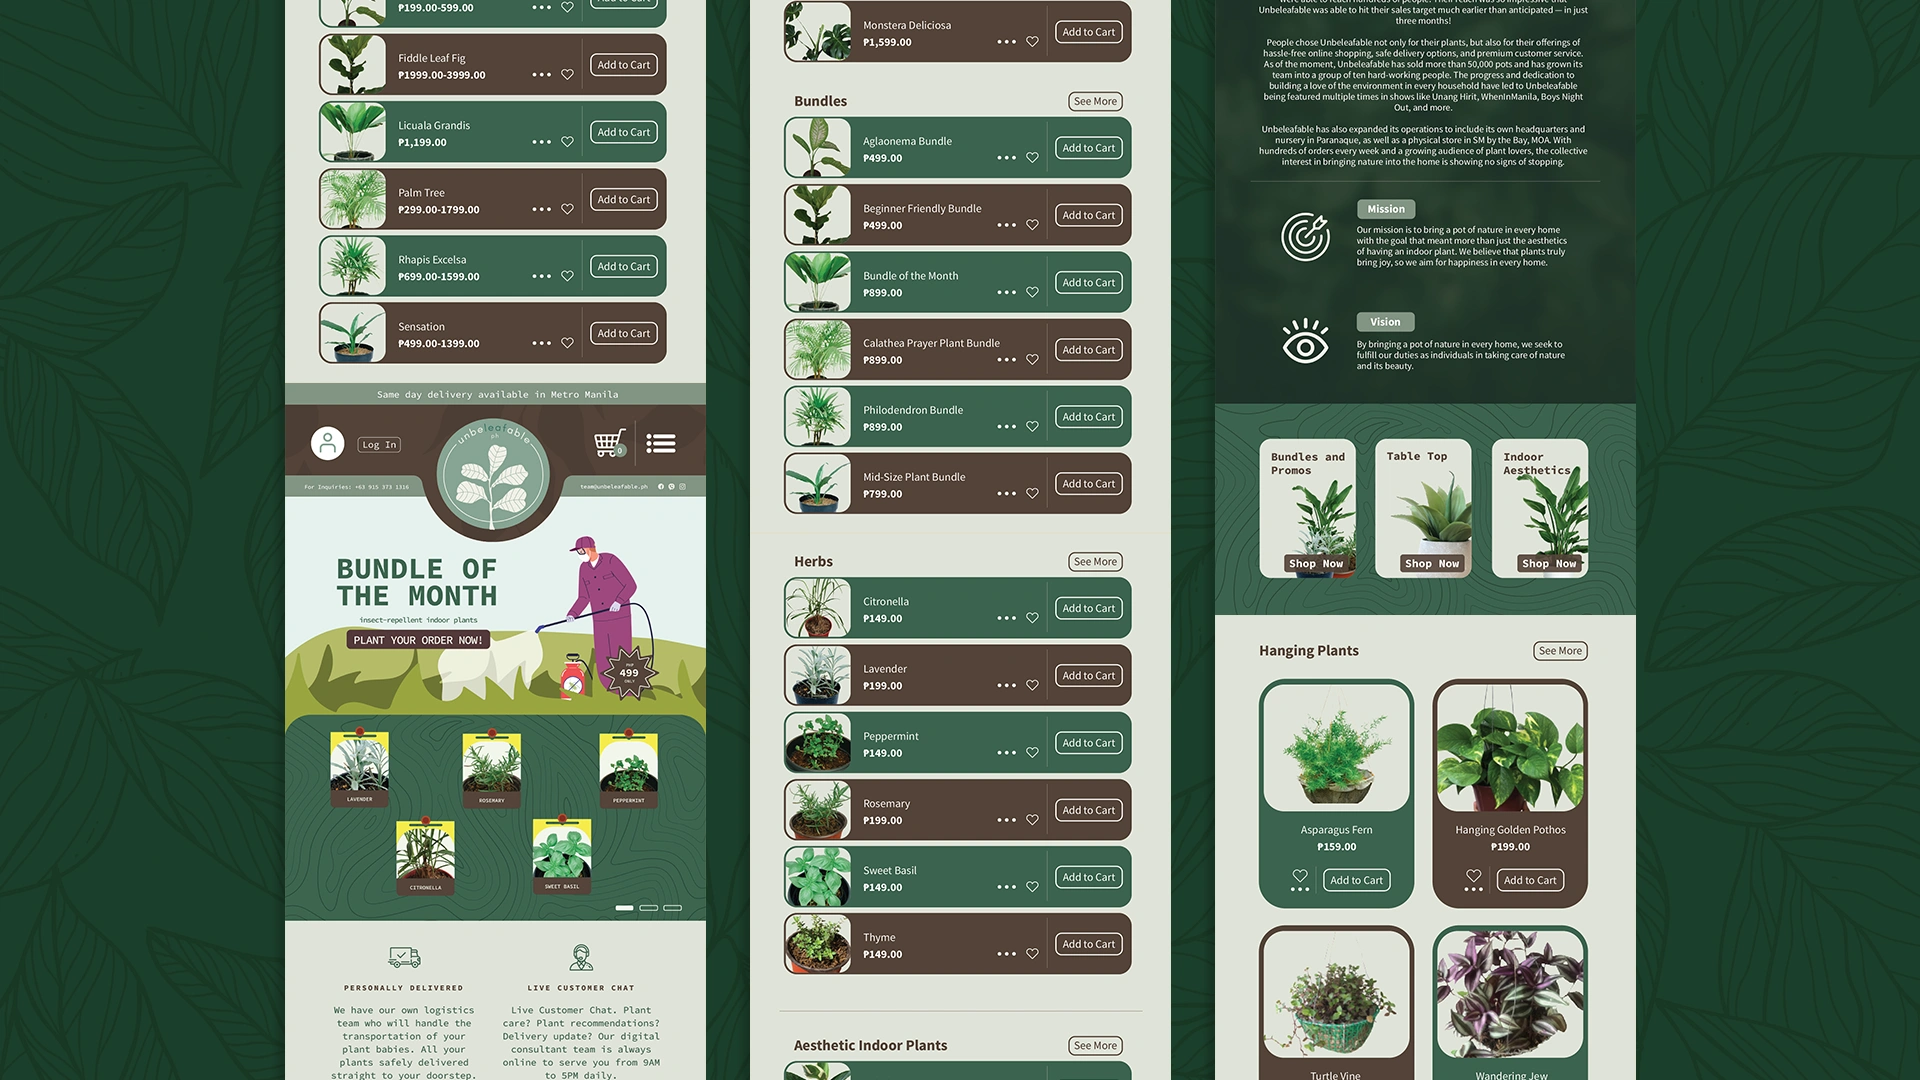 ₱199.00-599.00
Fiddle Leaf Fig
₱1999.00-3999.00
Add to Cart
Licuala Grandis
₱1,199.00
Add to Cart
Palm Tree
₱299.00-1799.00
Add to Cart
Rhapis Excelsa
₱699.00-1599.00
Add to Cart
Sensation
₱499.00-1399.00
Add to Cart
Same day delivery available in Metro Manila
Log In
unbeleafable
ph
0
For Inquiries: +63 915 373 1316
team@unbeleafable.ph
BUNDLE OF
THE MONTH
insect-repellent indoor plants
PLANT YOUR ORDER NOW!
PHP
499
ONLY
LAVENDER
ROSEMARY
PEPPERMINT
CITRONELLA
SWEET BASIL
PERSONALLY DELIVERED
We have our own logistics
team who will handle the
transportation of your
plant babies. All your
plants safely delivered
straight to your doorstep.
LIVE CUSTOMER CHAT
Live Customer Chat. Plant
care? Plant recommendations?
Delivery update? Our digital
consultant team is always
online to serve you from 9AM
to 5PM daily.
Monstera Deliciosa
₱1,599.00
Add to Cart
Bundles
See More
Aglaonema Bundle
₱499.00
Add to Cart
Beginner Friendly Bundle
₱499.00
Add to Cart
Bundle of the Month
₱899.00
Add to Cart
Calathea Prayer Plant Bundle
₱899.00
Add to Cart
Philodendron Bundle
₱899.00
Add to Cart
Mid-Size Plant Bundle
₱799.00
Add to Cart
Herbs
See More
Citronella
₱149.00
Add to Cart
Lavender
₱199.00
Add to Cart
Peppermint
₱149.00
Add to Cart
Rosemary
₱199.00
Add to Cart
Sweet Basil
₱149.00
Add to Cart
Thyme
₱149.00
Add to Cart
Aesthetic Indoor Plants
See More
Unbeleafable was able to hit their sales target much earlier than anticipated — in just
three months!
People chose Unbeleafable not only for their plants, but also for their offerings of
hassle-free online shopping, safe delivery options, and premium customer service.
As of the moment, Unbeleafable has sold more than 50,000 pots and has grown its
team into a group of ten hard-working people. The progress and dedication to
building a love of the environment in every household have led to Unbeleafable
being featured multiple times in shows like Unang Hirit, WhenInManila, Boys Night
Out, and more.
Unbeleafable has also expanded its operations to include its own headquarters and
nursery in Paranaque, as well as a physical store in SM by the Bay, MOA. With
hundreds of orders every week and a growing audience of plant lovers, the collective
interest in bringing nature into the home is showing no signs of stopping.
Mission
Our mission is to bring a pot of nature in every home
with the goal that meant more than just the aesthetics
of having an indoor plant. We believe that plants truly
bring joy, so we aim for happiness in every home.
Vision
By bringing a pot of nature in every home, we seek to
fulfill our duties as individuals in taking care of nature
and its beauty.
Bundles and
Promos
Shop Now
Table Top
Shop Now
Indoor
Aesthetics
Shop Now
Hanging Plants
See More
Asparagus Fern
₱159.00
Add to Cart
Hanging Golden Pothos
₱199.00
Add to Cart
Turtle Vine
Wandering Jew